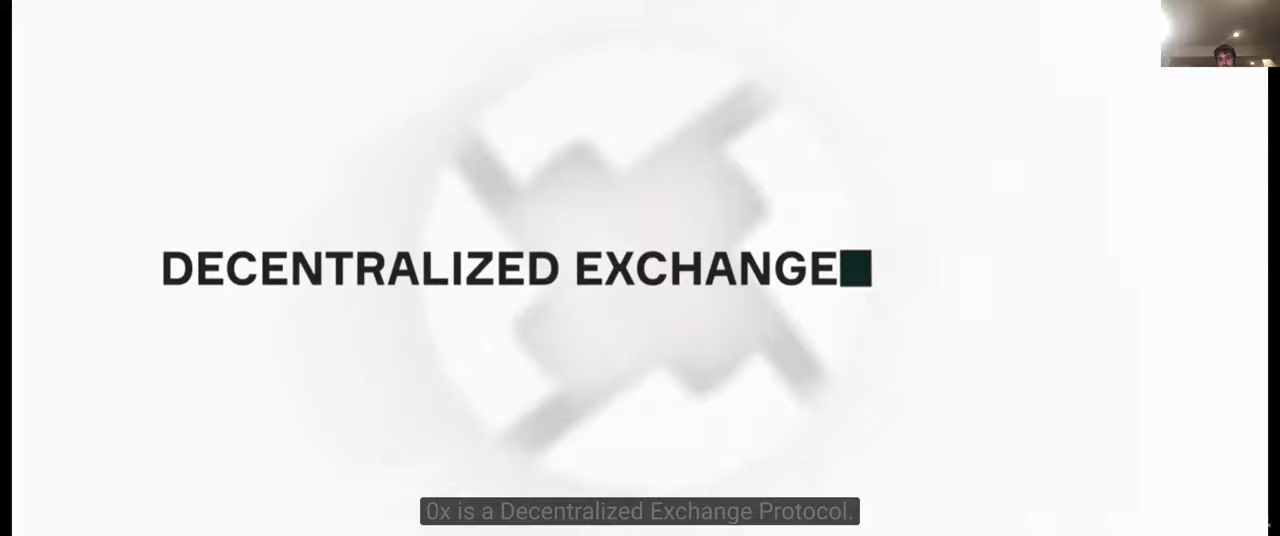 DECENTRALIZED EXCHANGE
0x is a Decentralized Exchange Protocol.